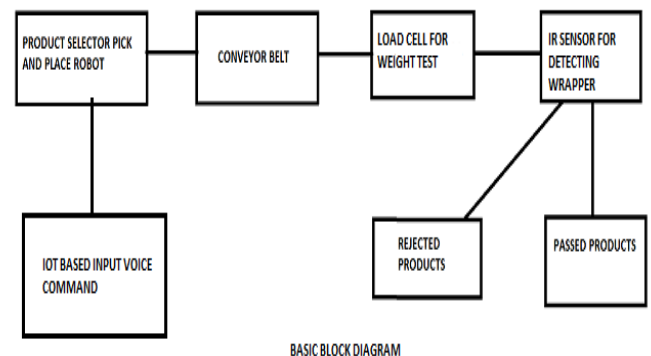 PRODUCT SELECTOR PICK
AND PLACE ROBOT
CONVEYOR BELT
LOAD CELL FOR
WEIGHT TEST
IR SENSOR FOR
DETECTING
WRAPPER
IOT BASED INPUT VOICE
COMMAND
REJECTED
PRODUCTS
PASSED PRODUCTS
BASIC BLOCK DIAGRAM